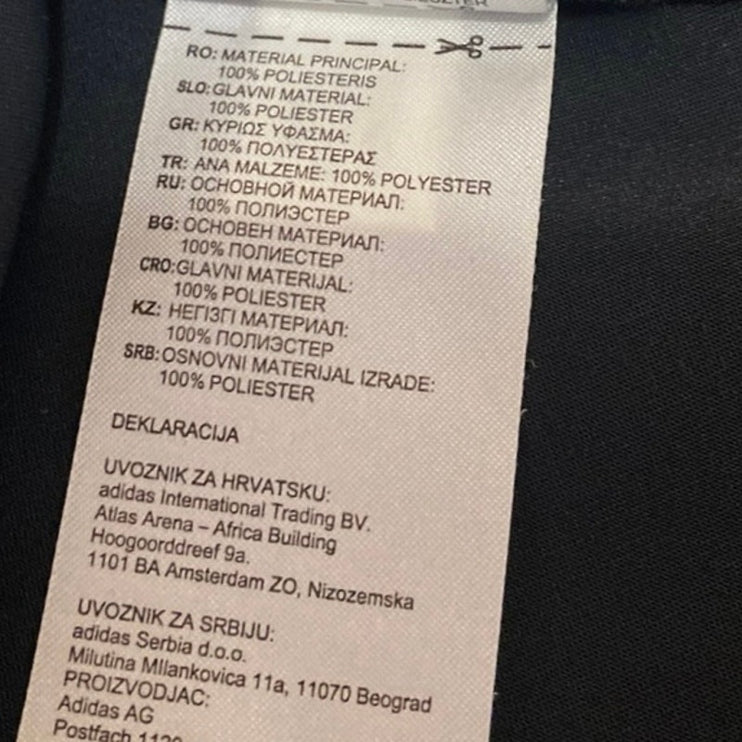 RO: MATERIAL PRINCIPAL:
100% POLIESTERIS
SLO: GLAVNI MATERIAL:
100% POLIESTER
GR: ΚΥΡΙΩΣ ΥΦΑΣΜΑ:
100% ΠΟΛΥΕΣΤΕΡΑΣ
TR: ANA MALZEME: 100% POLYESTER
RU: ОСНОВНОЙ МАТЕРИАЛ:
100% ПОЛИЭСТЕР
BG: ОСНОВЕН МАТЕРИАЛ:
100% ПОЛИЕСТЕР
CRO: GLAVNI MATERIJAL:
100% POLIESTER
KZ: НЕГІЗГІ МАТЕРИАЛ:
100% ПОЛИЭСТЕР
SRB: OSNOVNI MATERIJAL IZRADE:
100% POLIESTER
DEKLARACIJA
UVOZNIK ZA HRVATSKU:
adidas International Trading BV.
Atlas Arena – Africa Building
Hoogoorddreef 9a.
1101 BA Amsterdam ZO, Nizozemska
UVOZNIK ZA SRBIJU:
adidas Serbia d.o.o.
Milutina MIlankovica 11a, 11070 Beograd
PROIZVODJAC:
Adidas AG
Postfach